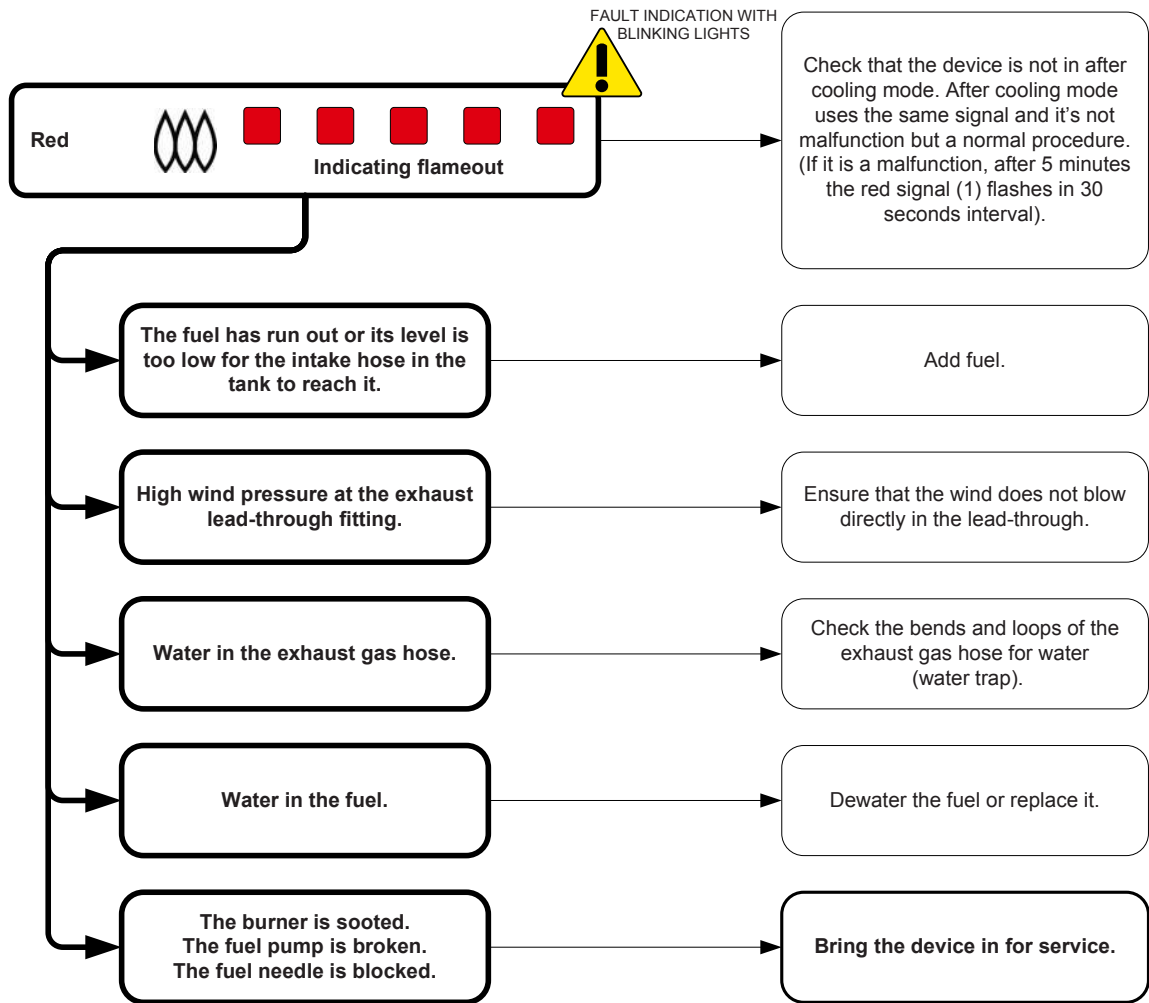 FAULT INDICATION WITH
BLINKING LIGHTS
Red
Indicating flameout
Check that the device is not in after
cooling mode. After cooling mode
uses the same signal and it's not
malfunction but a normal procedure.
(If it is a malfunction, after 5 minutes
the red signal (1) flashes in 30
seconds interval).
The fuel has run out or its level is
too low for the intake hose in the
tank to reach it.
Add fuel.
High wind pressure at the exhaust
lead-through fitting.
Ensure that the wind does not blow
directly in the lead-through.
Water in the exhaust gas hose.
Check the bends and loops of the
exhaust gas hose for water
(water trap).
Water in the fuel.
Dewater the fuel or replace it.
The burner is sooted.
The fuel pump is broken.
The fuel needle is blocked.
Bring the device in for service.